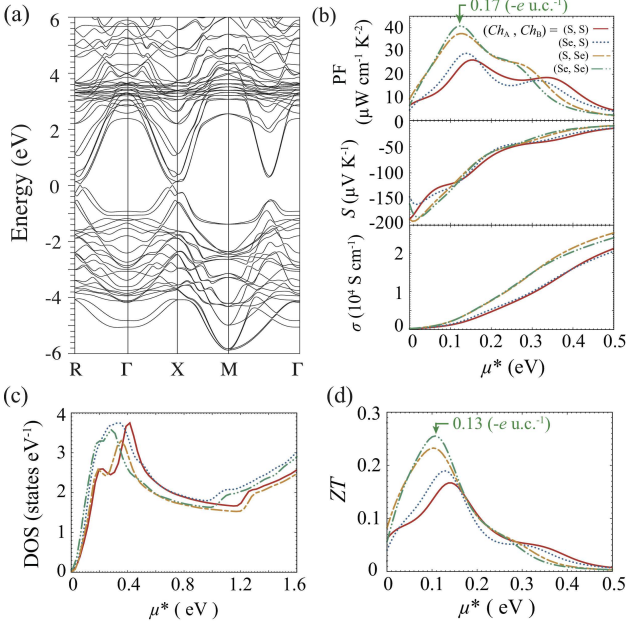 (a)
Energy (eV)
6
4
2
0
-2
-4
-6
R Γ X M Γ
(b)
0.17 (-e u.c.⁻¹)
PF
(μW cm⁻¹ K⁻²)
50
40
30
20
10
(Ch_A , Ch_B) = (S, S)
(Se, S)
(S, Se)
(Se, Se)
S
(μV K⁻¹)
-50
-100
-150
-200
σ (10⁴ S cm⁻¹)
2
1
0
0 0.1 0.2 0.3 0.4 0.5
μ* (eV)
(c)
DOS (states eV⁻¹)
4
3
2
1
0
0 0.4 0.8 1.2 1.6
μ* ( eV )
(d)
0.13 (-e u.c.⁻¹)
ZT
0.3
0.2
0.1
0
0 0.1 0.2 0.3 0.4 0.5
μ* ( eV )